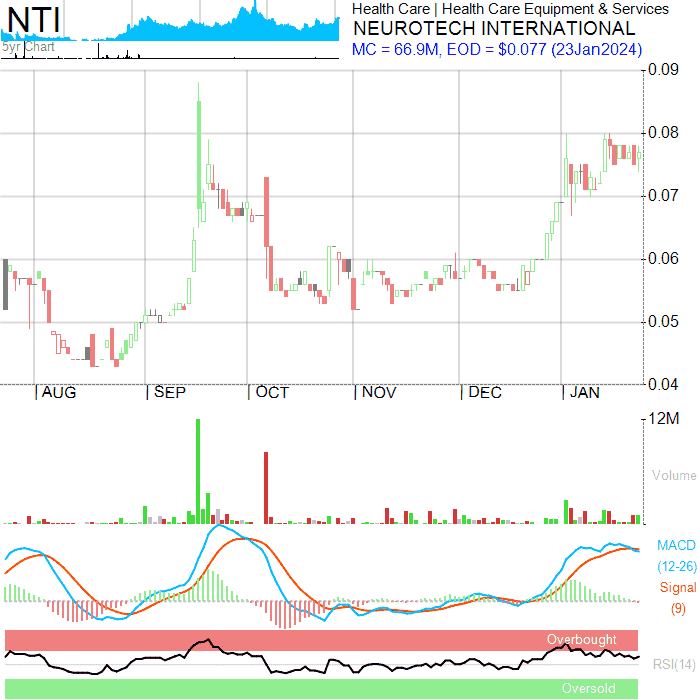 NTI
Health Care | Health Care Equipment & Services
NEUROTECH INTERNATIONAL
5yr Chart
MC = 66.9M, EOD = $0.077 (23Jan2024)
0.09
0.08
0.07
0.06
0.05
0.04
|AUG |SEP |OCT |NOV |DEC |JAN
12M
Volume
MACD
(12-26)
Signal
(9)
Overbought
RSI(14)
Oversold